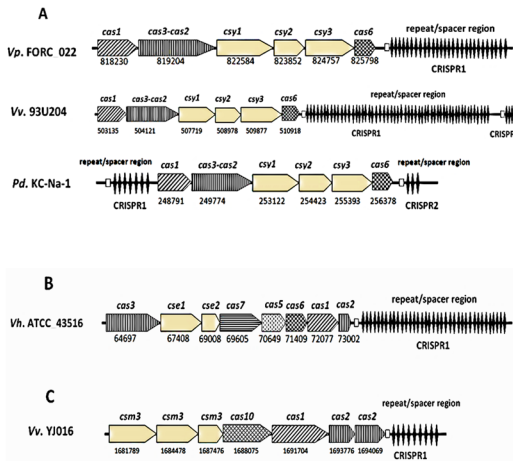 A
cas1 cas3-cas2 csy1 csy2 csy3 cas6 repeat/spacer region
Vp. FORC_022
818230 819204 822584 823852 824757 825798 CRISPR1
cas1 cas3-cas2 csy1 csy2 csy3 cas6 repeat/spacer region
Vv. 93U204
503135 504121 507719 508978 509877 510918 CRISPR1 CRISPR1
repeat/spacer region cas1 cas3-cas2 csy1 csy2 csy3 cas6 repeat/spacer region
Pd. KC-Na-1
CRISPR1 248791 249774 253122 254423 255393 256378 CRISPR2
B
cas3 cse1 cse2 cas7 cas5 cas6 cas1 cas2 repeat/spacer region
Vh. ATCC_43516
64697 67408 69008 69605 70649 71409 72077 73002 CRISPR1
C
csm3 csm3 csm3 cas10 cas1 cas2 cas2 repeat/spacer region
Vv. YJ016
1681789 1684478 1687476 1688075 1691704 1693776 1694069 CRISPR1